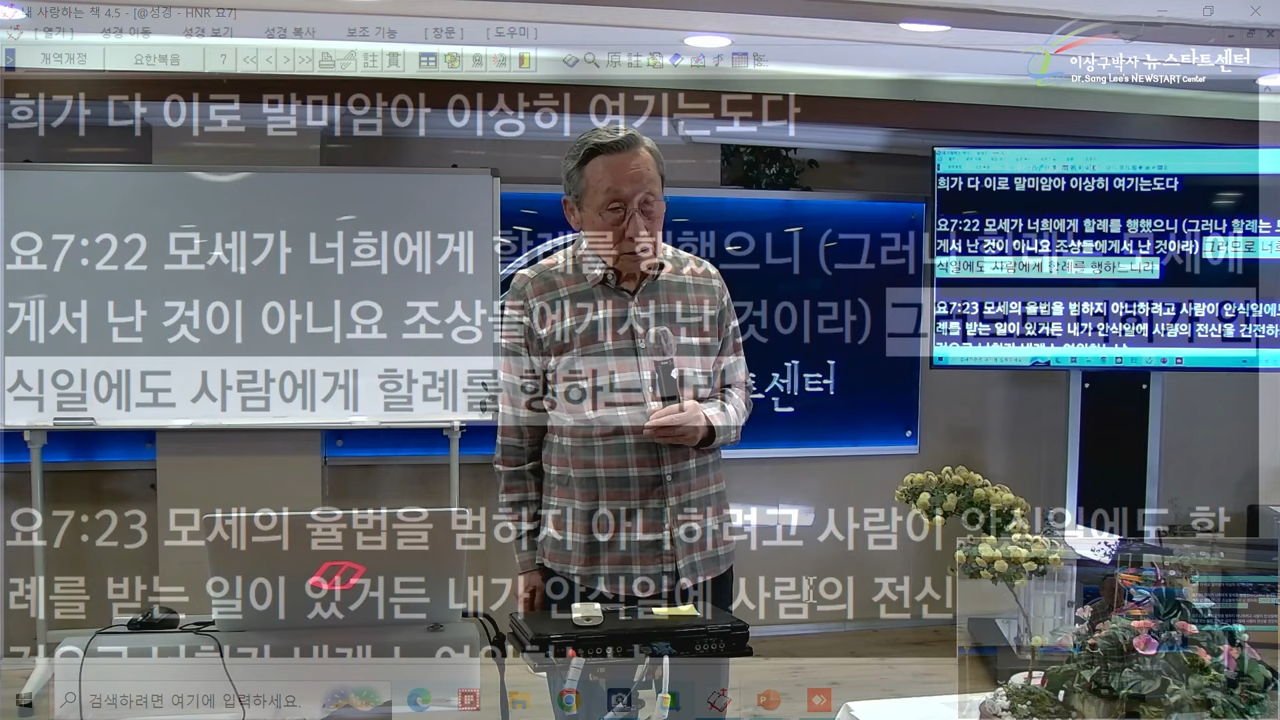 내 사랑하는 책 4.5 - [@성경 - HNR 요7]
[ 열기 ] 성경 이동 성경 보기 성경 복사 보조 기능 [ 창문 ] [ 도우미 ]
개역개정 요한복음 7 << < > >> 原 註
이상구박사 뉴스타트센터
Dr. Sang Lee's NEWSTART Center
희가 다 이로 말미암아 이상히 여기는도다
요7:22 모세가 너희에게 할례를 행했으니 (그러나 할례는 모세에
게서 난 것이 아니요 조상들에게서 난 것이라) 그러므로 너희가 안
식일에도 사람에게 할례를 행하느니라
요7:23 모세의 율법을 범하지 아니하려고 사람이 안식일에도 할
례를 받는 일이 있거든 내가 안식일에 사람의 전신
희가 다 이로 말미암아 이상히 여기는도다
요7:22 모세가 너희에게 할례를 행했으니 (그러나 할례는
게서 난 것이 아니요 조상들에게서 난 것이라) 그러므로 너희
식일에도 사람에게 할례를 행하느니라
요7:23 모세의 율법을 범하지 아니하려고 사람이 안식일에도
례를 받는 일이 있거든 내가 안식일에 사람의 전신을 건전하
트센터
검색하려면 여기에 입력하세요.